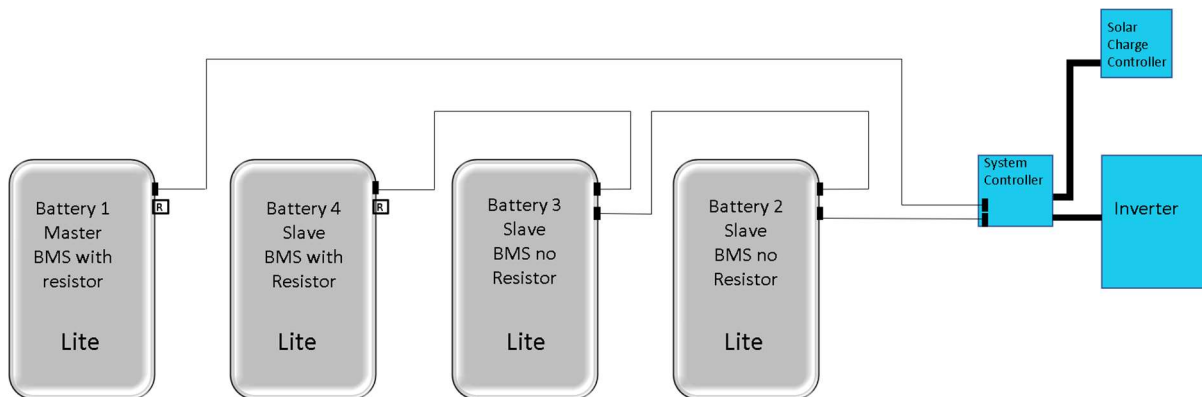 Solar
Charge
Controller
System
Controller
Inverter
Battery 1
Master
BMS with
resistor
Lite
R
Battery 4
Slave
BMS with
Resistor
Lite
R
Battery 3
Slave
BMS no
Resistor
Lite
Battery 2
Slave
BMS no
Resistor
Lite